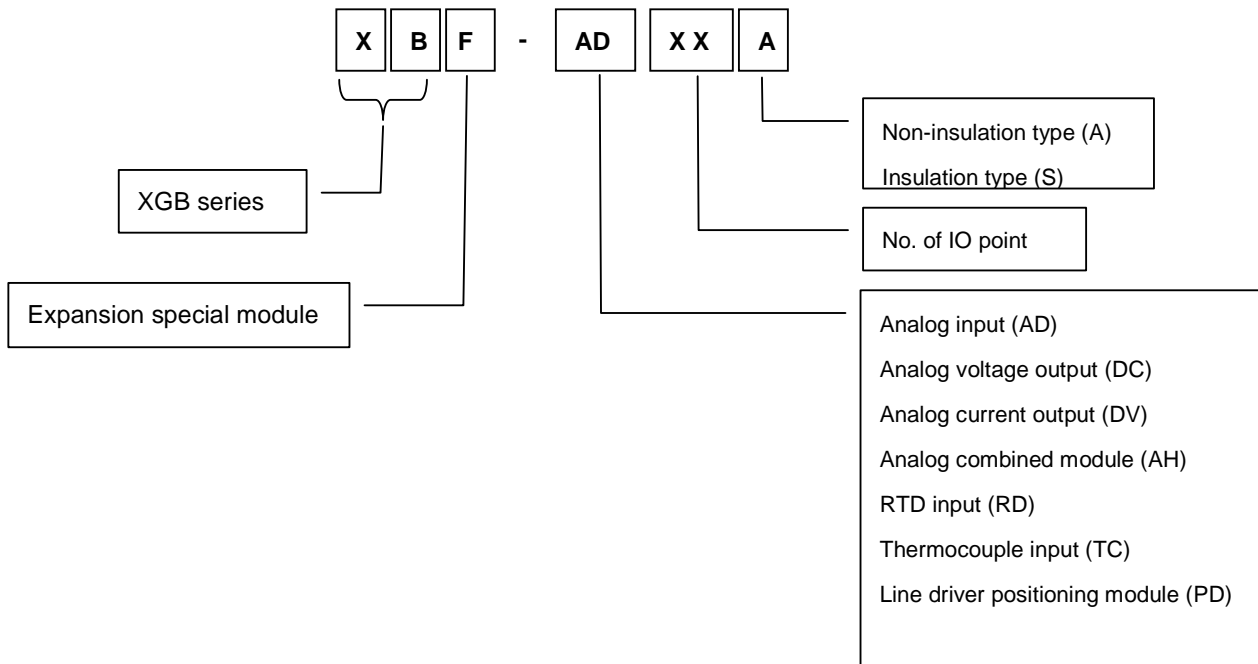 X B F - AD X X A
Non-insulation type (A)
Insulation type (S)
XGB series
No. of IO point
Expansion special module
Analog input (AD)
Analog voltage output (DC)
Analog current output (DV)
Analog combined module (AH)
RTD input (RD)
Thermocouple input (TC)
Line driver positioning module (PD)